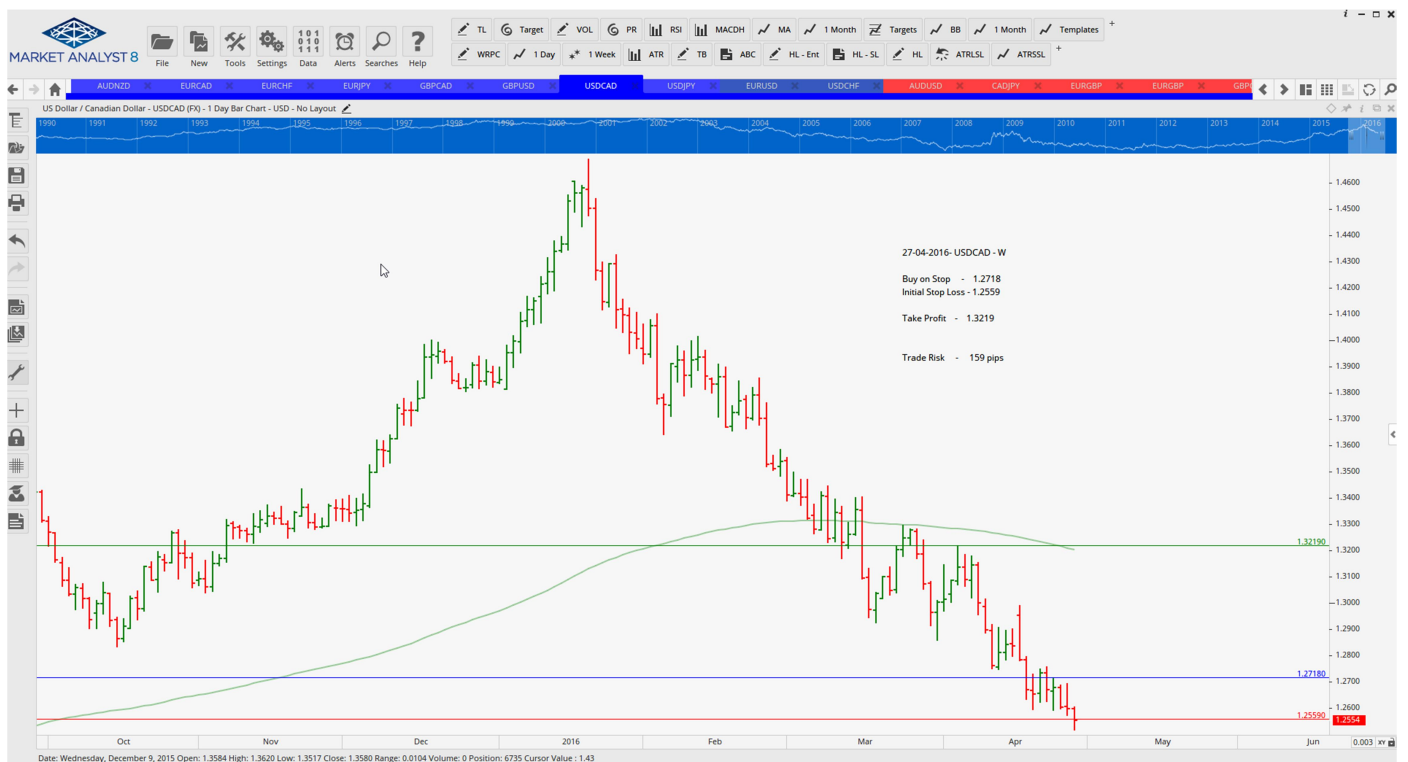 MARKET ANALYST 8
File New Tools Settings Data Alerts Searches Help
TL Target VOL PR RSI MACDH MA 1 Month Targets BB 1 Month Templates
WRPC 1 Day 1 Week ATR TB ABC HL - Ent HL - SL HL ATRLSL ATRSSL
AUDNZD EURCAD EURCHF EURJPY GBPCAD GBPUSD USDCAD USDJPY EURUSD USDCHF AUDUSD CADJPY EURGBP EURGBP
US Dollar / Canadian Dollar - USDCAD (FX) - 1 Day Bar Chart - USD - No Layout
1990 1991 1992 1993 1994 1995 1996 1997 1998 1999 2000 2001 2002 2003 2004 2005 2006 2007 2008 2009 2010 2011 2012 2013 2014 2015 2016
27-04-2016- USDCAD - W
Buy on Stop - 1.2718
Initial Stop Loss - 1.2559
Take Profit - 1.3219
Trade Risk - 159 pips
1.4600
1.4500
1.4400
1.4300
1.4200
1.4100
1.4000
1.3900
1.3800
1.3700
1.3600
1.3500
1.3400
1.3300
1.32190
1.3200
1.3100
1.3000
1.2900
1.2800
1.27180
1.2700
1.2600
1.25590
1.2554
Oct Nov Dec 2016 Feb Mar Apr May Jun 0.003 XY
Date: Wednesday, December 9, 2015 Open: 1.3584 High: 1.3620 Low: 1.3517 Close: 1.3580 Range: 0.0104 Volume: 0 Position: 6735 Cursor Value : 1.43